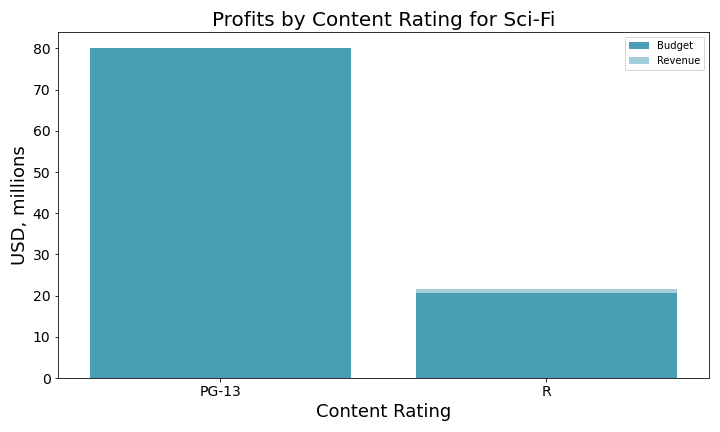 Profits by Content Rating for Sci-Fi
Budget
Revenue
USD, millions
80
70
60
50
40
30
20
10
0
PG-13
R
Content Rating